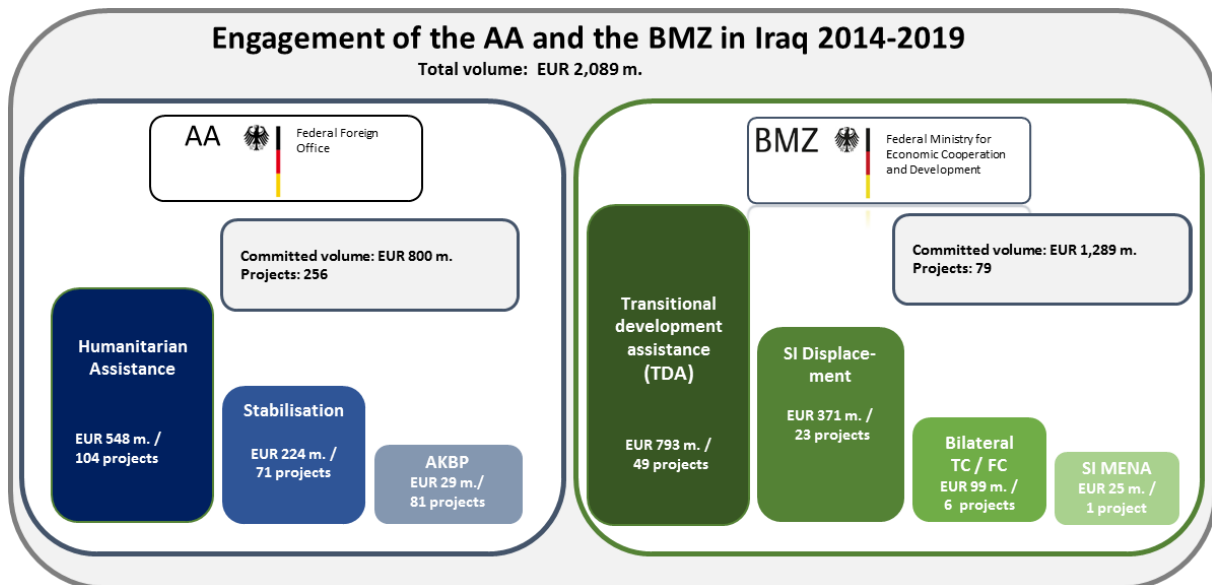 Engagement of the AA and the BMZ in Iraq 2014-2019
Total volume: EUR 2,089 m.
AA
Federal Foreign
Office
Committed volume: EUR 800 m.
Projects: 256
Humanitarian
Assistance
EUR 548 m. /
104 projects
Stabilisation
EUR 224 m. /
71 projects
AKBP
EUR 29 m./
81 projects
BMZ
Federal Ministry for
Economic Cooperation
and Development
Committed volume: EUR 1,289 m.
Projects: 79
Transitional
development
assistance
(TDA)
EUR 793 m. /
49 projects
SI Displace-
ment
EUR 371 m. /
23 projects
Bilateral
TC / FC
EUR 99 m. /
6 projects
SI MENA
EUR 25 m. /
1 project